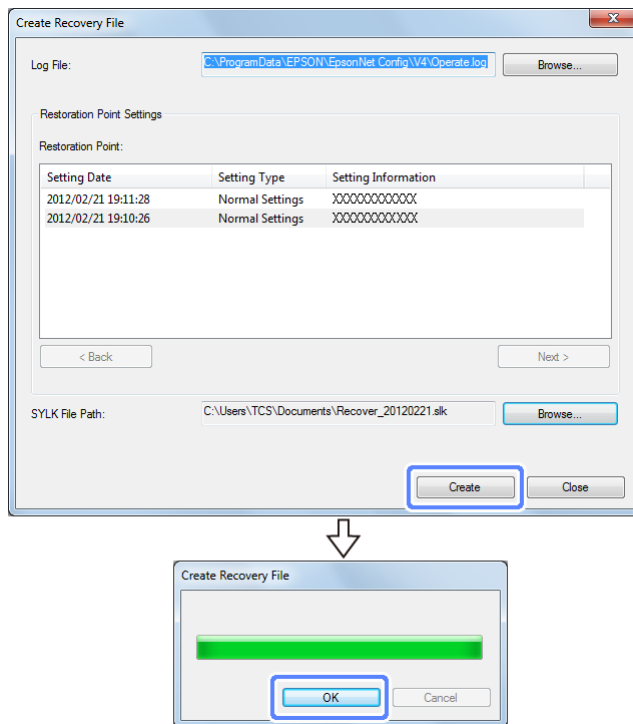 Create Recovery File
Log File: C:\ProgramData\EPSON\EpsonNet Config\V4\Operate.log Browse...
Restoration Point Settings
Restoration Point:
Setting Date Setting Type Setting Information
2012/02/21 19:11:28 Normal Settings XXXXXXXXXXXX
2012/02/21 19:10:26 Normal Settings XXXXXXXXXXXX
< Back Next >
SYLK File Path: C:\Users\TCS\Documents\Recover_20120221.slk Browse...
Create Close
Create Recovery File
OK Cancel